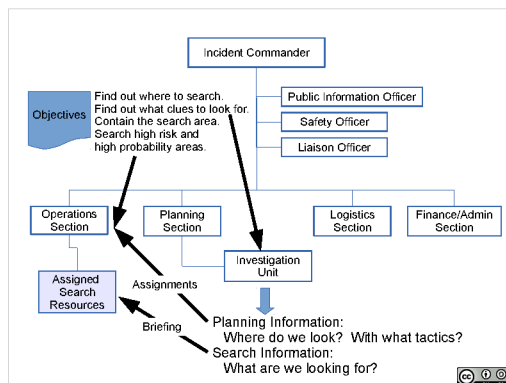 Incident Commander
Public Information Officer
Safety Officer
Liaison Officer
Objectives
Find out where to search.
Find out what clues to look for.
Contain the search area.
Search high risk and
high probability areas.
Operations
Section
Planning
Section
Logistics
Section
Finance/Admin
Section
Investigation
Unit
Assigned
Search
Resources
Assignments
Briefing
Planning Information:
Where do we look? With what tactics?
Search Information:
What are we looking for?
cc